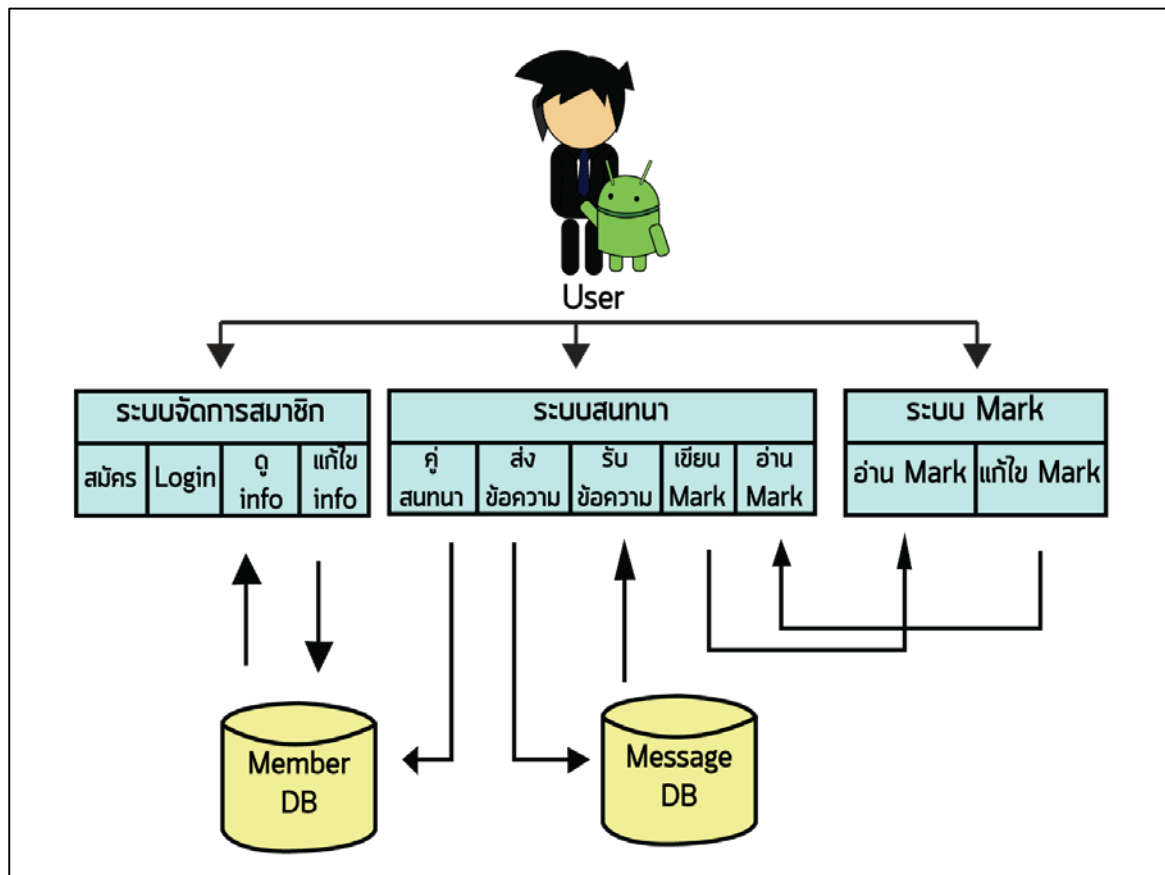 User
ระบบจัดการสมาชิก
สมัคร
Login
ดู
info
แก้ไข
info
ระบบสนทนา
คู่
สนทนา
ส่ง
ข้อความ
รับ
ข้อความ
เขียน
Mark
อ่าน
Mark
ระบบ Mark
อ่าน Mark
แก้ไข Mark
Member
DB
Message
DB